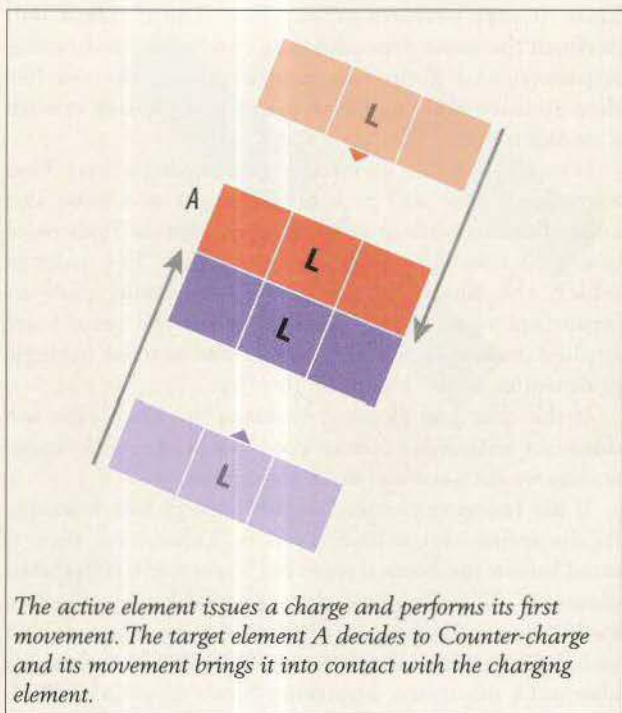 L
A
L
L
L
The active element issues a charge and performs its first
movement. The target element A decides to Counter-charge
and its movement brings it into contact with the charging
element.